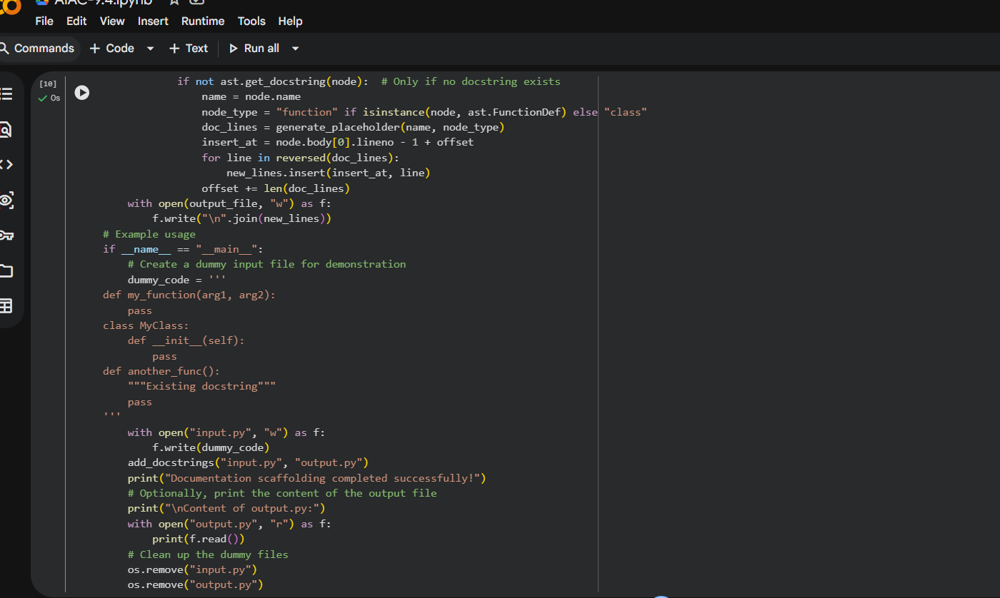 AIAC-9.4.ipynb
File Edit View Insert Runtime Tools Help
Commands + Code + Text Run all
[10]
0s
if not ast.get_docstring(node):  # Only if no docstring exists
    name = node.name
    node_type = "function" if isinstance(node, ast.FunctionDef) else "class"
    doc_lines = generate_placeholder(name, node_type)
    insert_at = node.body[0].lineno - 1 + offset
    for line in reversed(doc_lines):
        new_lines.insert(insert_at, line)
    offset += len(doc_lines)
    with open(output_file, "w") as f:
        f.write("\n".join(new_lines))
# Example usage
if __name__ == "__main__":
    # Create a dummy input file for demonstration
    dummy_code = '''
def my_function(arg1, arg2):
    pass
class MyClass:
    def __init__(self):
        pass
def another_func():
    """Existing docstring"""
    pass
'''
    with open("input.py", "w") as f:
        f.write(dummy_code)
    add_docstrings("input.py", "output.py")
    print("Documentation scaffolding completed successfully!")
    # Optionally, print the content of the output file
    print("\nContent of output.py:")
    with open("output.py", "r") as f:
        print(f.read())
    # Clean up the dummy files
    os.remove("input.py")
    os.remove("output.py")